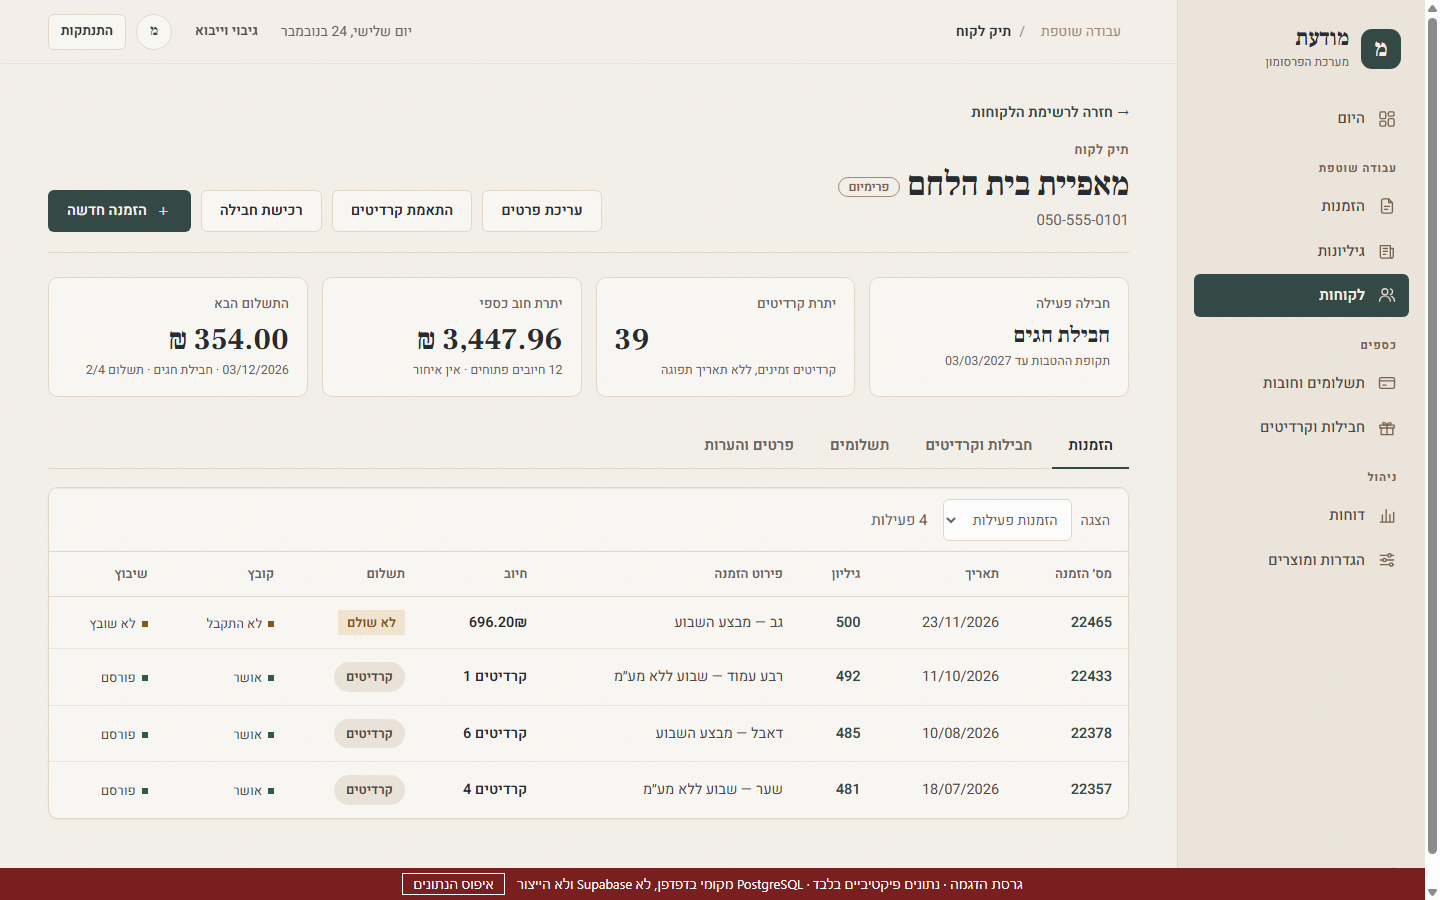 מ
מודעת
מערכת הפרסומון
היום
עבודה שוטפת
הזמנות
גיליונות
לקוחות
כספים
תשלומים וחובות
חבילות וקרדיטים
ניהול
דוחות
הגדרות ומוצרים
עבודה שוטפת / תיק לקוח
יום שלישי, 24 בנובמבר
גיבוי וייבוא
מ
התנתקות
→ חזרה לרשימת הלקוחות
תיק לקוח
מאפיית בית הלחם פרימיום
050-555-0101
עריכת פרטים
התאמת קרדיטים
רכישת חבילה
+ הזמנה חדשה
חבילה פעילה
חבילת חגים
תקופת ההטבות עד 03/03/2027
יתרת קרדיטים
39
קרדיטים זמינים, ללא תאריך תפוגה
יתרת חוב כספי
3,447.96 ₪
12 חיובים פתוחים · אין איחור
התשלום הבא
354.00 ₪
03/12/2026 · חבילת חגים · תשלום 2/4
הזמנות חבילות וקרדיטים תשלומים פרטים והערות
הצגה הזמנות פעילות 4 פעילות
מס' הזמנה תאריך גיליון פירוט הזמנה חיוב תשלום קובץ שיבוץ
22465 23/11/2026 500 גב — מבצע השבוע ₪696.20 לא שולם לא התקבל לא שובץ
22433 11/10/2026 492 רבע עמוד — שבוע ללא מע"מ 1 קרדיטים קרדיטים אושר פורסם
22378 10/08/2026 485 דאבל — מבצע השבוע 6 קרדיטים קרדיטים אושר פורסם
22357 18/07/2026 481 שער — שבוע ללא מע"מ 4 קרדיטים קרדיטים אושר פורסם
גרסת הדגמה · נתונים פיקטיביים בלבד · PostgreSQL מקומי בדפדפן, לא Supabase ולא הייצור איפוס הנתונים